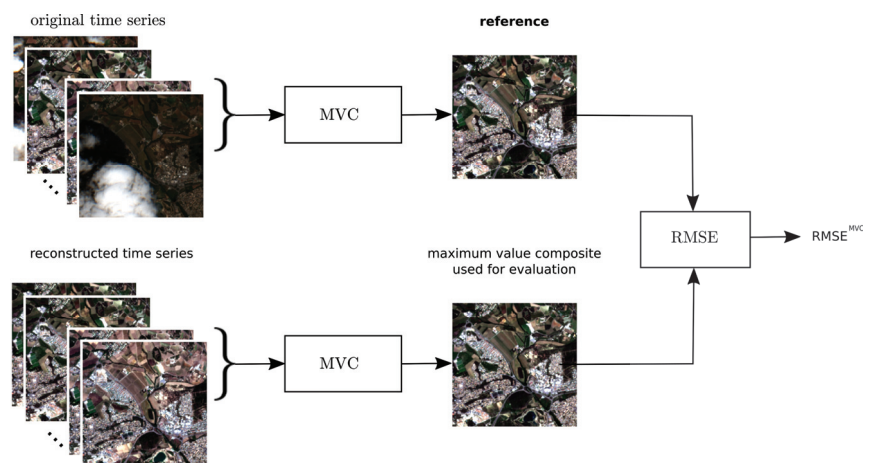 original time series
reference
MVC
RMSE
RMSE^MVC
reconstructed time series
maximum value composite
used for evaluation
MVC